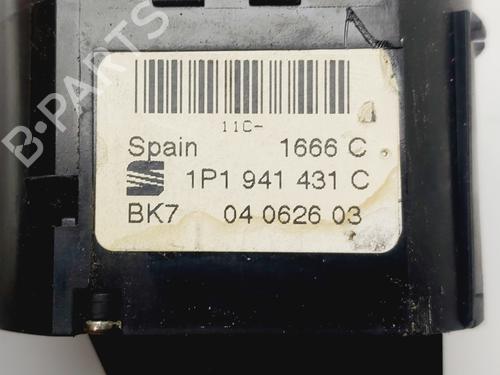 B-PARTS
11C-
Spain 1666 C
1P1 941 431 C
BK7 04 0626 03